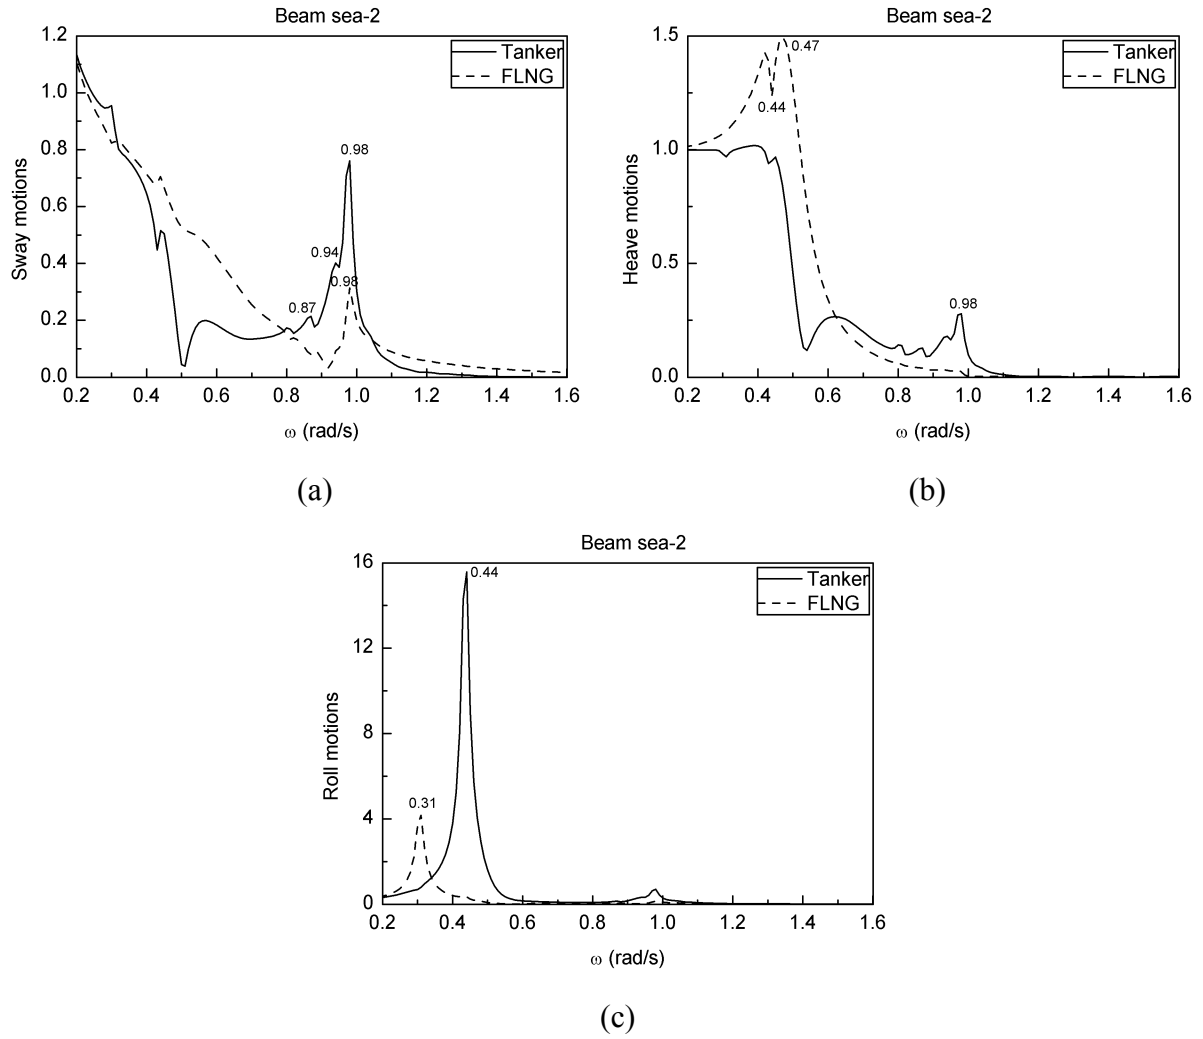 Beam sea-2
1.2
1.0
0.8
0.6
0.4
0.2
0.0
Sway motions
Tanker
FLNG
0.98
0.94
0.98
0.87
0.2 0.4 0.6 0.8 1.0 1.2 1.4 1.6
ω (rad/s)
(a)
Beam sea-2
1.5
1.0
0.5
0.0
Heave motions
Tanker
FLNG
0.47
0.44
0.98
0.2 0.4 0.6 0.8 1.0 1.2 1.4 1.6
ω (rad/s)
(b)
Beam sea-2
16
12
8
4
0
Roll motions
Tanker
FLNG
0.44
0.31
0.2 0.4 0.6 0.8 1.0 1.2 1.4 1.6
ω (rad/s)
(c)